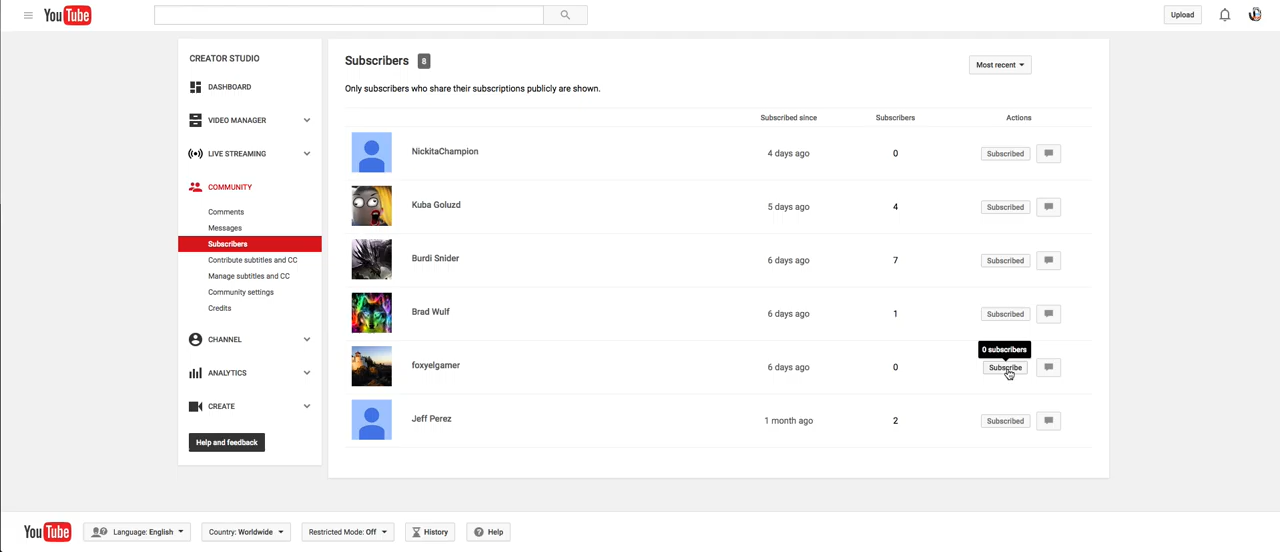 YouTube
Upload
CREATOR STUDIO
DASHBOARD
VIDEO MANAGER
LIVE STREAMING
COMMUNITY
Comments
Messages
Subscribers
Contribute subtitles and CC
Manage subtitles and CC
Community settings
Credits
CHANNEL
ANALYTICS
CREATE
Help and feedback
Subscribers 8
Most recent
Only subscribers who share their subscriptions publicly are shown.
Subscribed since Subscribers Actions
NickitaChampion 4 days ago 0 Subscribed
Kuba Goluzd 5 days ago 4 Subscribed
Burdi Snider 6 days ago 7 Subscribed
Brad Wulf 6 days ago 1 Subscribed
0 subscribers
foxyelgamer 6 days ago 0 Subscribe
Jeff Perez 1 month ago 2 Subscribed
YouTube Language: English Country: Worldwide Restricted Mode: Off History Help